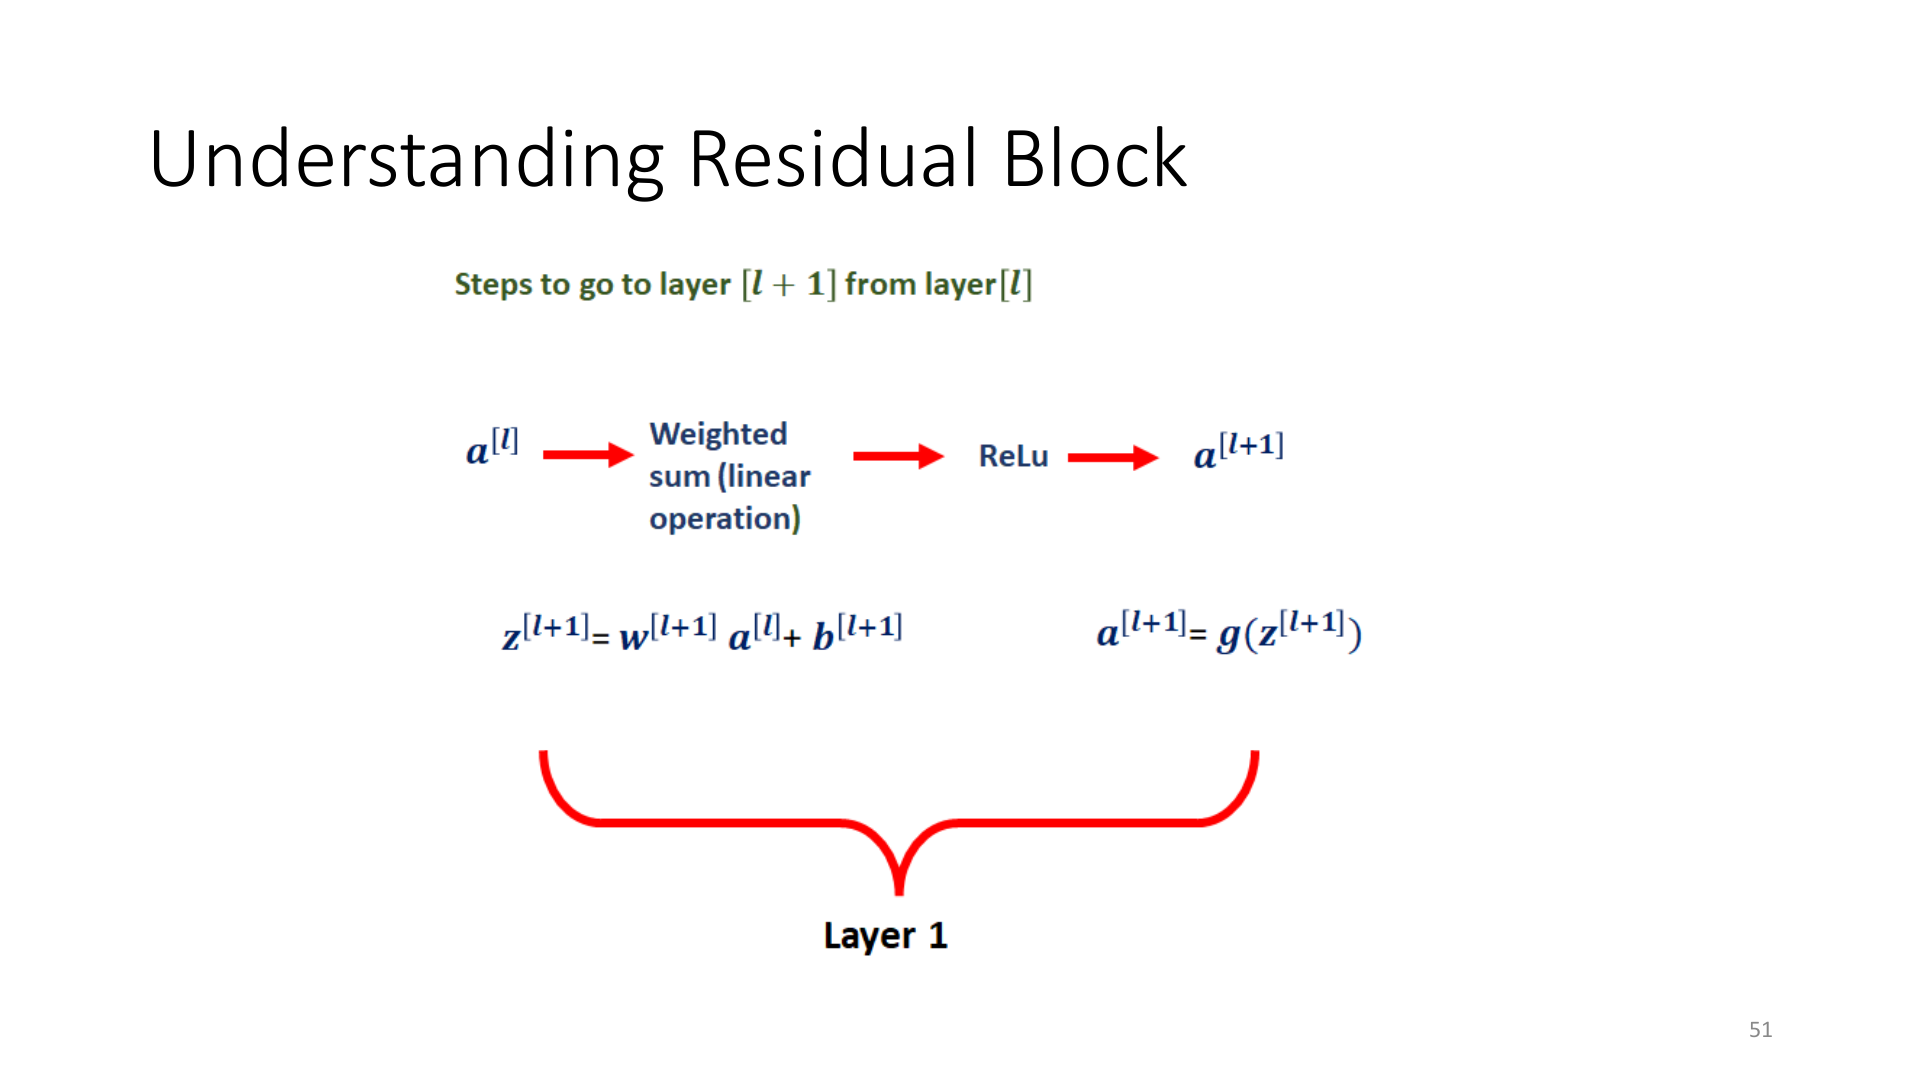 Understanding Residual Block
Steps to go to layer [l + 1] from layer[l]
a^[l]
Weighted
sum (linear
operation)
ReLu
a^[l+1]
z^[l+1]= w^[l+1] a^[l]+ b^[l+1]
a^[l+1]= g(z^[l+1])
Layer 1
51